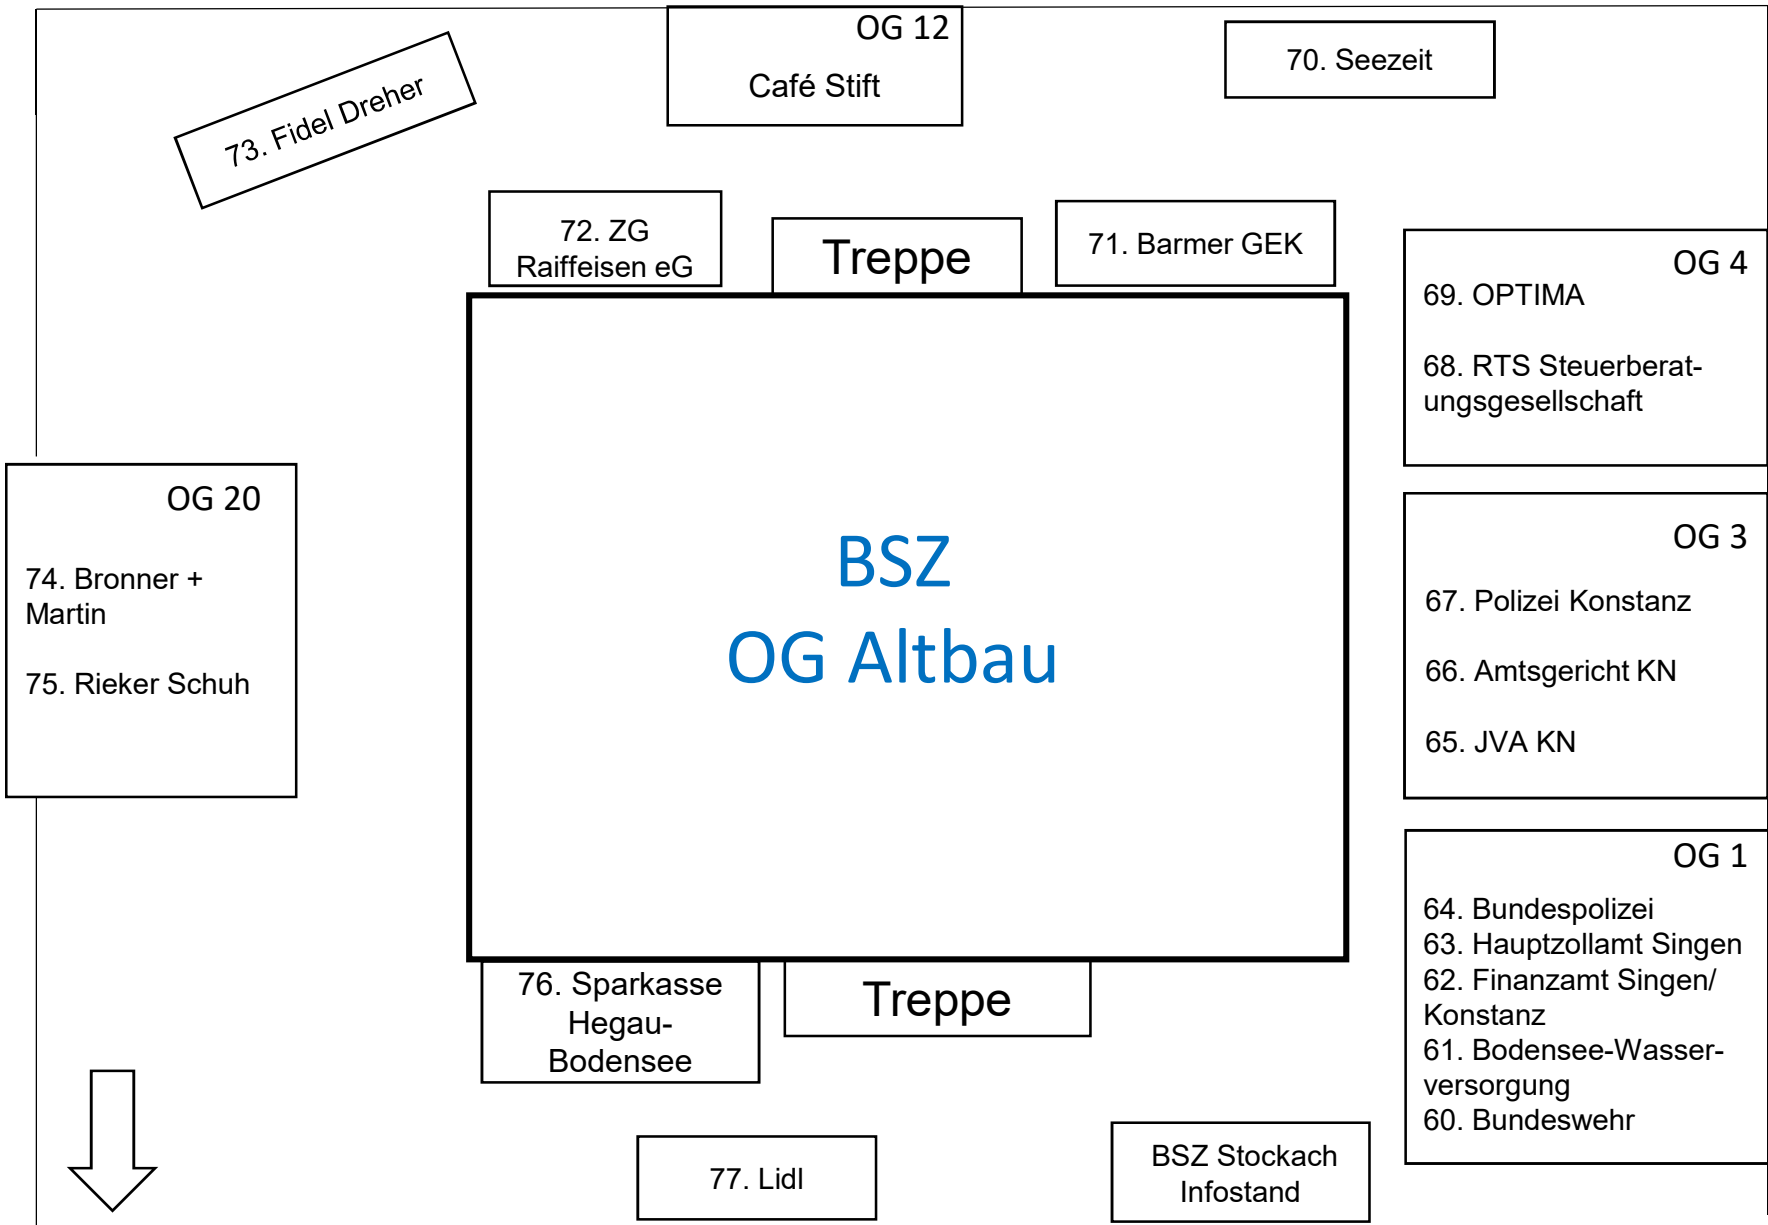 OG 12
Café Stift
70. Seezeit
73. Fidel Dreher
72. ZG
Raiffeisen eG
Treppe
71. Barmer GEK
OG 4
69. OPTIMA
68. RTS Steuerberat-
ungsgesellschaft
OG 20
74. Bronner +
Martin
75. Rieker Schuh
BSZ
OG Altbau
OG 3
67. Polizei Konstanz
66. Amtsgericht KN
65. JVA KN
OG 1
64. Bundespolizei
63. Hauptzollamt Singen
62. Finanzamt Singen/
Konstanz
61. Bodensee-Wasser-
versorgung
60. Bundeswehr
76. Sparkasse
Hegau-
Bodensee
Treppe
77. Lidl
BSZ Stockach
Infostand